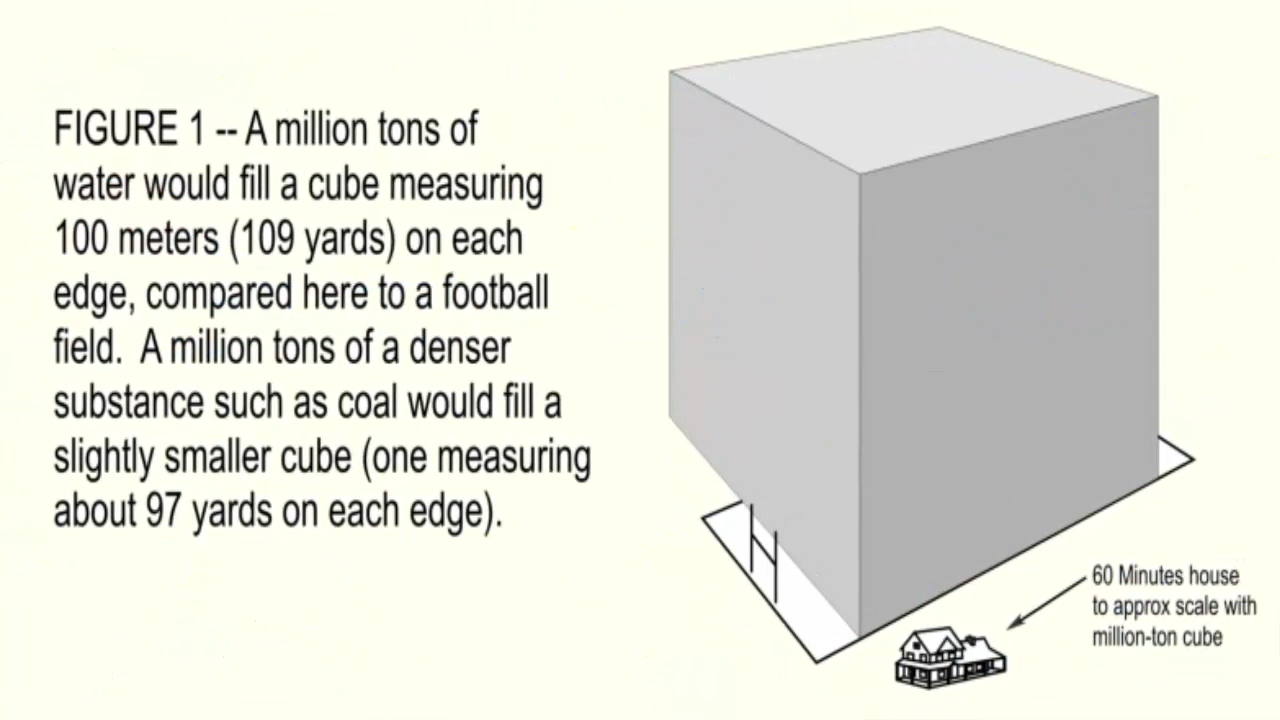 FIGURE 1 -- A million tons of
water would fill a cube measuring
100 meters (109 yards) on each
edge, compared here to a football
field.  A million tons of a denser
substance such as coal would fill a
slightly smaller cube (one measuring
about 97 yards on each edge).
60 Minutes house
to approx scale with
million-ton cube